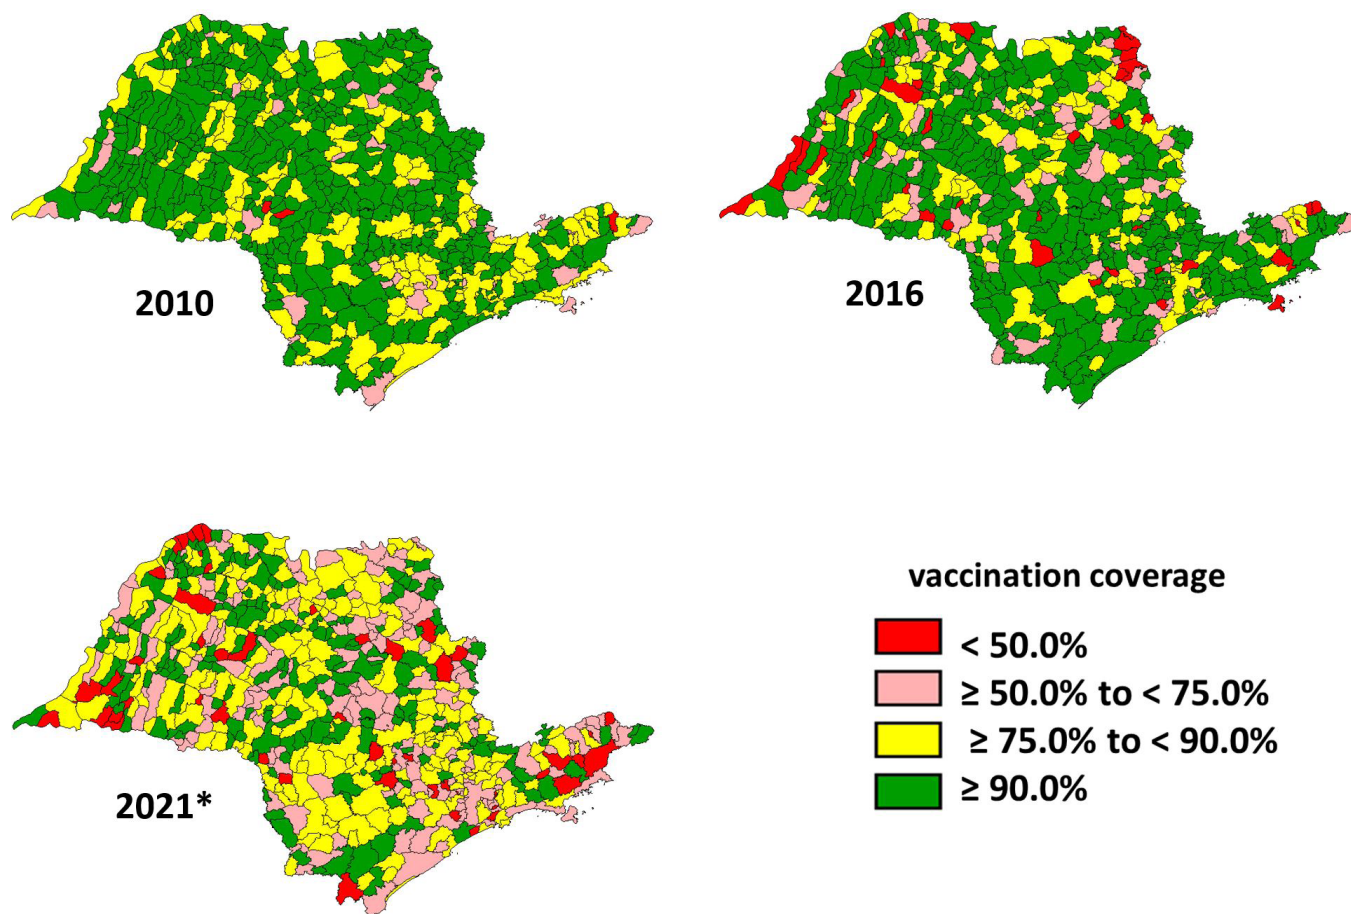 2010
2016
2021*
vaccination coverage
< 50.0%
≥ 50.0% to < 75.0%
≥ 75.0% to < 90.0%
≥ 90.0%